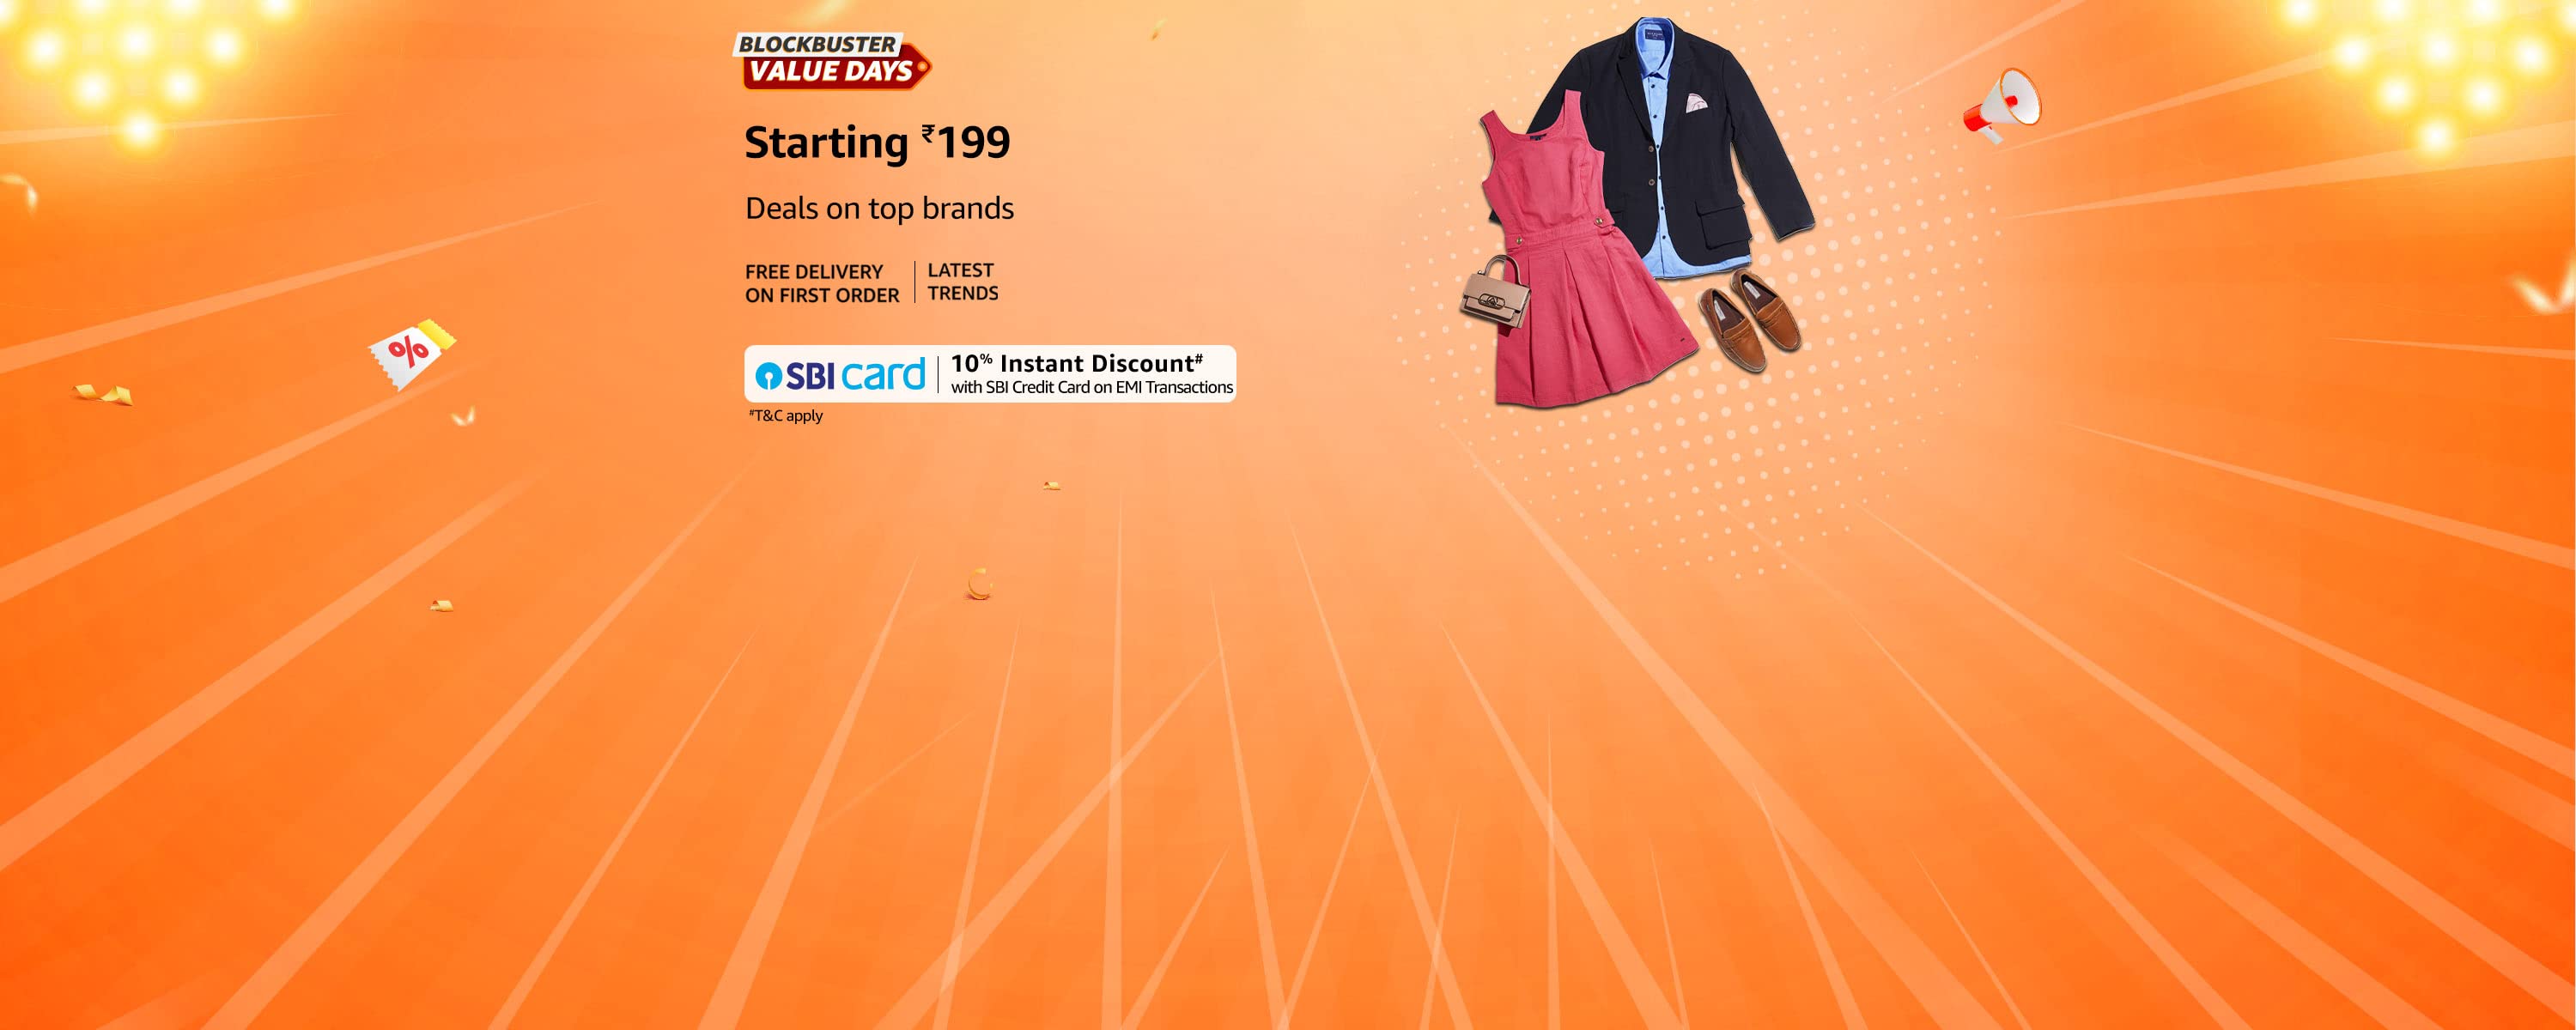 BLOCKBUSTER
VALUE DAYS
Starting ₹199
Deals on top brands
FREE DELIVERY
ON FIRST ORDER
LATEST
TRENDS
SBI card
10% Instant Discount#
with SBI Credit Card on EMI Transactions
#T&C apply
%